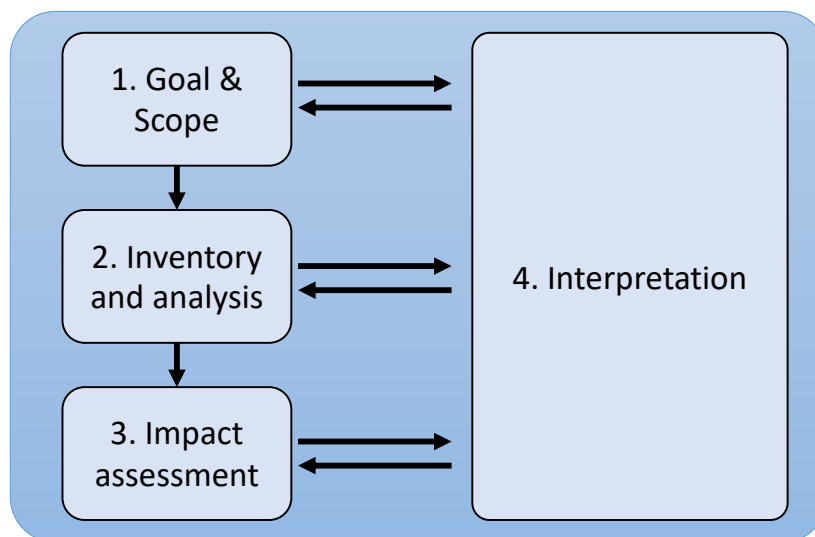 1. Goal &
Scope
2. Inventory
and analysis
4. Interpretation
3. Impact
assessment